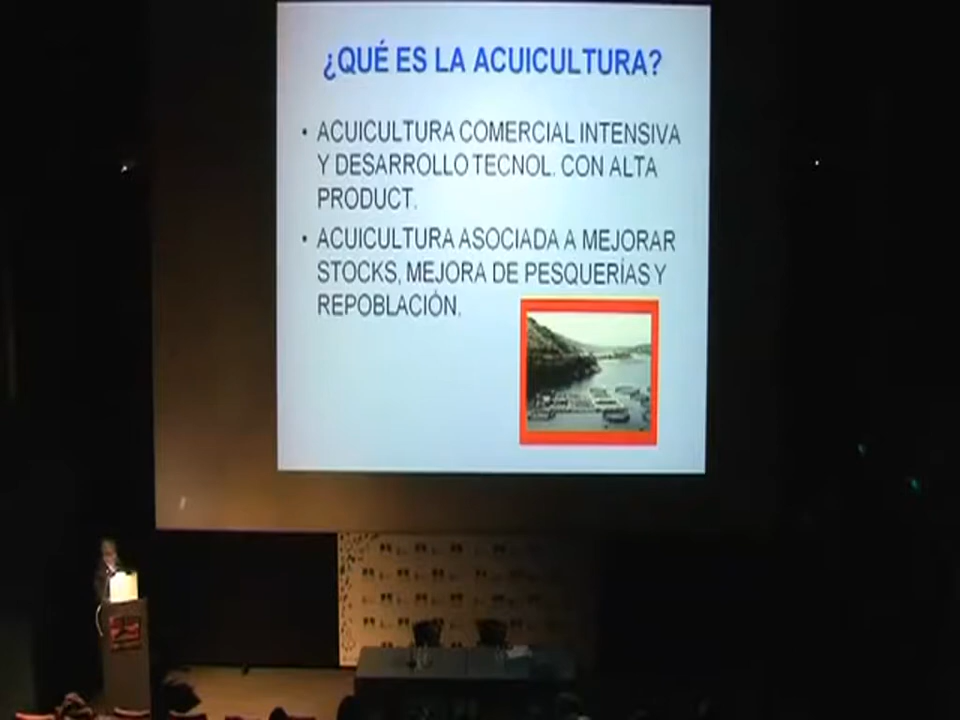 ¿QUÉ ES LA ACUICULTURA?
• ACUICULTURA COMERCIAL INTENSIVA
Y DESARROLLO TECNOL. CON ALTA
PRODUCT.
• ACUICULTURA ASOCIADA A MEJORAR
STOCKS, MEJORA DE PESQUERÍAS Y
REPOBLACIÓN.